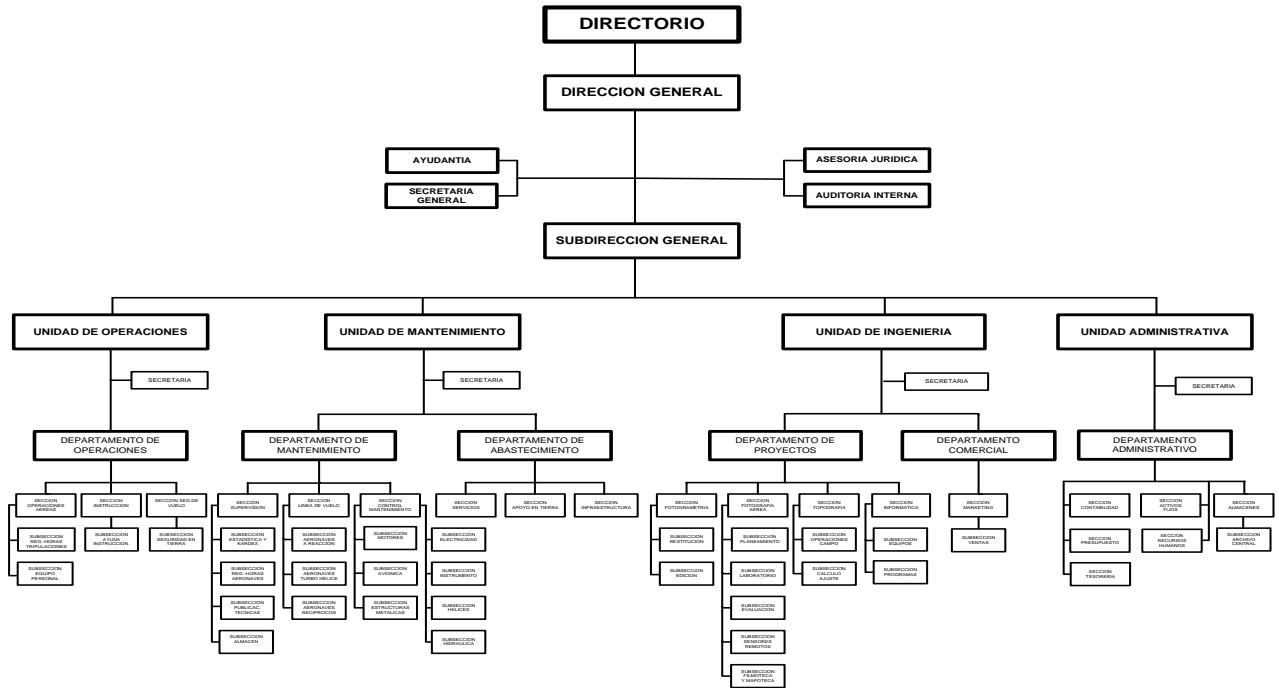 DIRECTORIO
DIRECCION GENERAL
AYUDANTIA
ASESORIA JURIDICA
SECRETARIA
GENERAL
AUDITORIA INTERNA
SUBDIRECCION GENERAL
UNIDAD DE OPERACIONES
UNIDAD DE MANTENIMIENTO
UNIDAD DE INGENIERIA
UNIDAD ADMINISTRATIVA
SECRETARIA
SECRETARIA
SECRETARIA
SECRETARIA
DEPARTAMENTO DE
OPERACIONES
DEPARTAMENTO DE
MANTENIMIENTO
DEPARTAMENTO DE
ABASTECIMIENTO
DEPARTAMENTO DE
PROYECTOS
DEPARTAMENTO
COMERCIAL
DEPARTAMENTO
ADMINISTRATIVO
SECCION
OPERACIONES
AEREAS
SECCION
INSTRUCCIÓN
SECCION SEG.DE
VUELO
SECCION
SUPERVISION
SECCION
LINEA DE VUELO
SECCION
CONTROL
MANTENIMIENTO
SECCION
SERVICIOS
SECCION
APOYO EN TIERRA
SECCION
INFRAESTRUCTURA
SECCION
FOTOGRAMETRIA
SECCION
FOTOGRAFIA
AEREA
SECCION
TOPOGRAFIA
SECCION
INFORMATICA
SECCION
MARKETING
SECCION
CONTABILIDAD
SECCION
ACTIVOS
FIJOS
SECCION
ALMACENES
SUBSECCION
REG.-HORAS
TRIPULACIONES
SUBSECCION
AYUDA
INSTRUCCION.
SUBSECCION
SEGURIDAD EN
TIERRA
SUBSECCION
ESTADISTICA Y
KARDEX
SUBSECCION
AERONAVES
A REACCION
SUBSECCION
MOTORES
SUBSECCION
ELECTRICIDAD
SUBSECCION
RESTITUCION
SUBSECCION
PLANEAMIENTO
SUBSECCION
OPERACIONES
CAMPO
SUBSECCION
EQUIPOS
SUBSECCION
VENTAS
SECCION
PRESUPUESTO
SECCION
RECURSOS
HUMANOS
SUBSECCION
ARCHIVO
CENTRAL
SUBSECCION
EQUIPO
PERSONAL
SUBSECCION
REG.-HORAS
AERONAVES
SUBSECCION
AERONAVES
TURBO HELICE
SUBSECCION
AVIONICA
SUBSECCION
INSTRUMENTO
SUBSECCION
EDICION
SUBSECCION
LABORATORIO
SUBSECCION
CALCULO
AJUSTE
SUBSECCION
PROGRAMAS
SECCION
TESORERIA
SUBSECCION
PUBLICAC.
TECNICAS
SUBSECCION
AERONAVES
RECIPROCOS
SUBSECCION
ESTRUCTURAS
METALICAS
SUBSECCION
HELICES
SUBSECCION
EVALUACIÓN
SUBSECCION
ALMACEN
SUBSECCION
HIDRAULICA
SUBSECCION
SENSORES
REMOTOS
SUBSECCION
FILMOTECA
Y MAPOTECA